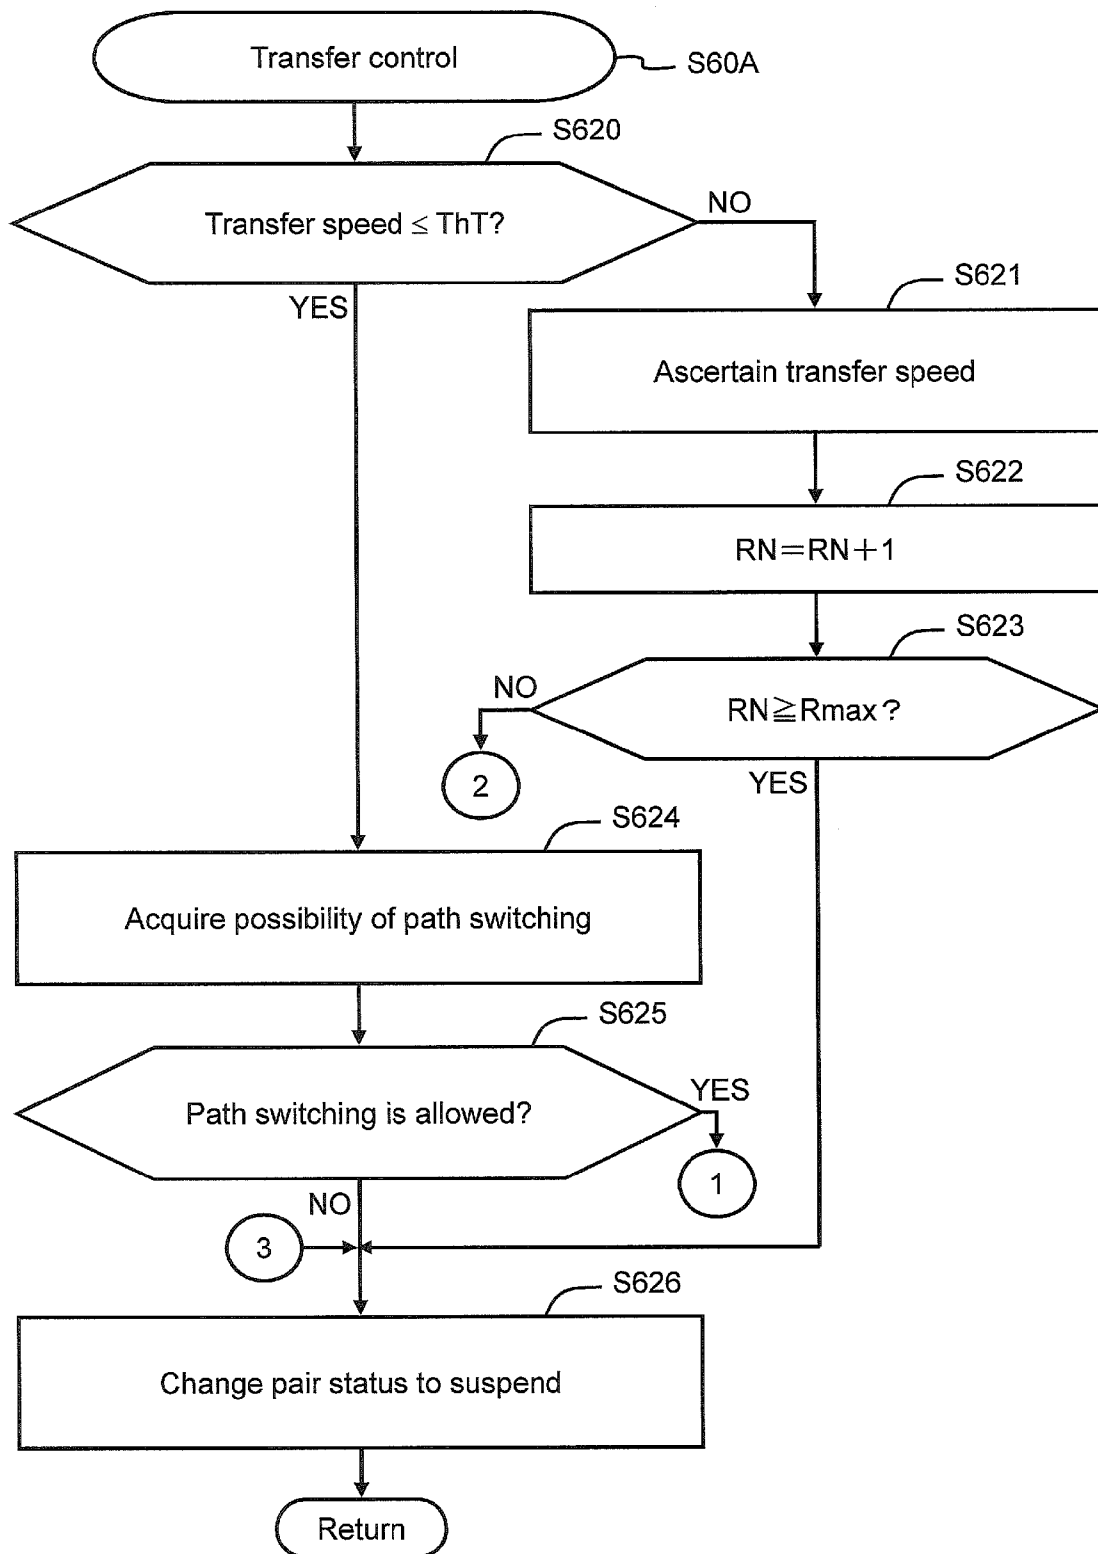 Transfer control
S60A
S620
Transfer speed ≤ ThT?
NO
YES
S621
Ascertain transfer speed
S622
RN=RN+1
S623
RN≧Rmax?
NO
2
YES
S624
Acquire possibility of path switching
S625
Path switching is allowed?
YES
1
NO
3
S626
Change pair status to suspend
Return